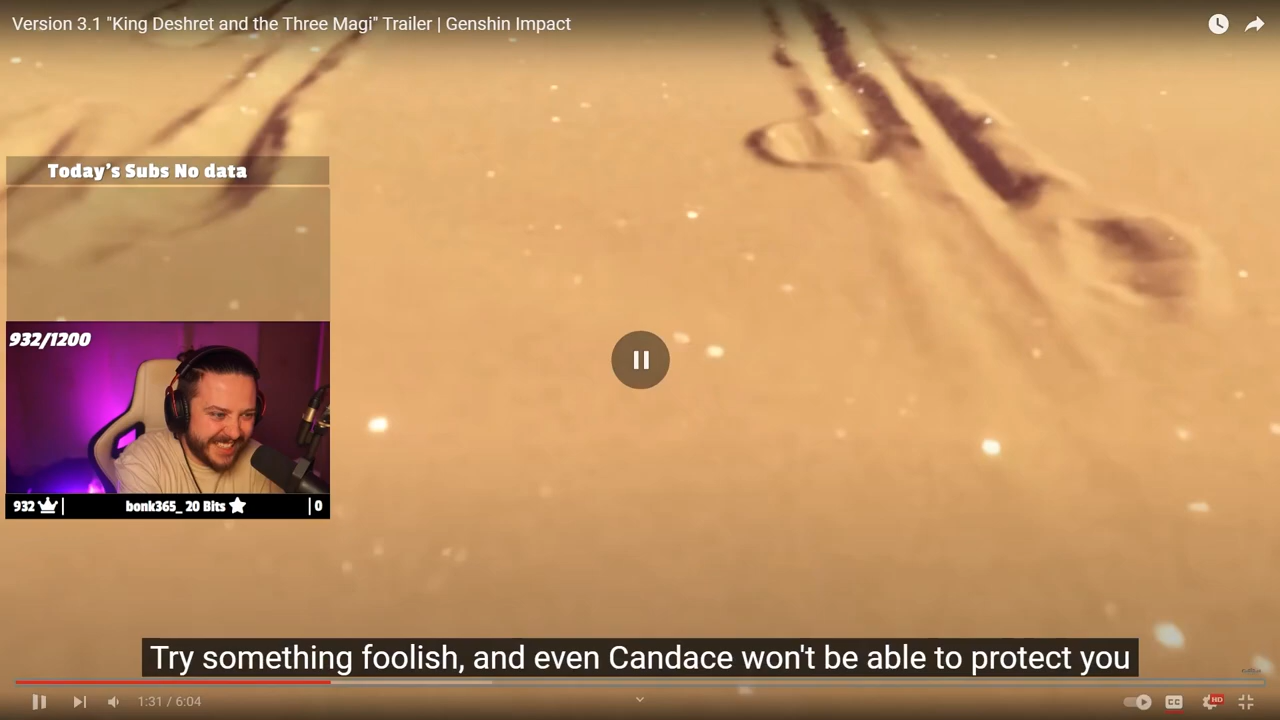 Version 3.1 "King Deshret and the Three Magi" Trailer | Genshin Impact
Today's Subs No data
932/1200
932 | bonk365_ 20 Bits | 0
Try something foolish, and even Candace won't be able to protect you
1:31 / 6:04
CC
HD